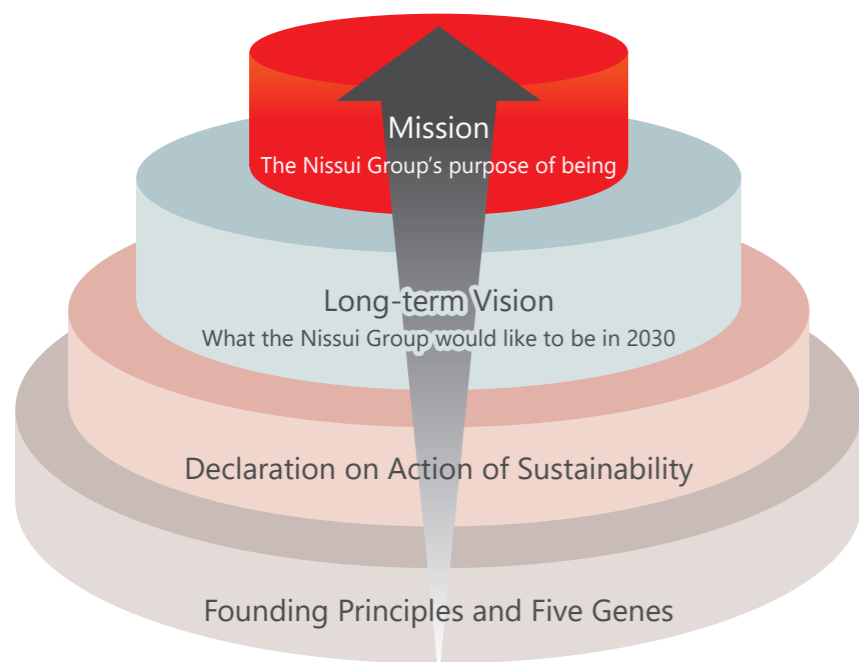 Mission
The Nissui Group’s purpose of being
Long-term Vision
What the Nissui Group would like to be in 2030
Declaration on Action of Sustainability
Founding Principles and Five Genes